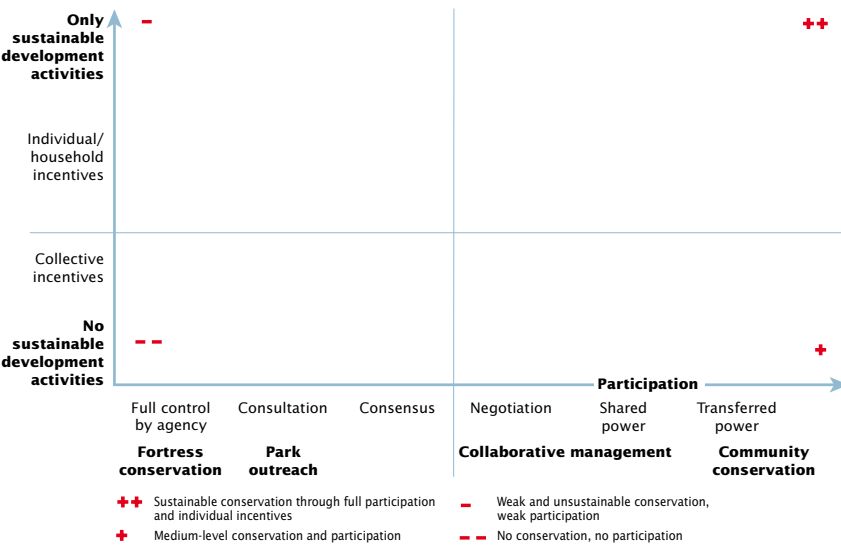 Only
sustainable
development
activities
Individual/
household
incentives
Collective
incentives
No
sustainable
development
activities
Participation
Full control
by agency
Consultation
Consensus
Negotiation
Shared
power
Transferred
power
Fortress
conservation
Park
outreach
Collaborative management
Community
conservation
++ Sustainable conservation through full participation
and individual incentives
+ Medium-level conservation and participation
– Weak and unsustainable conservation,
weak participation
– – No conservation, no participation